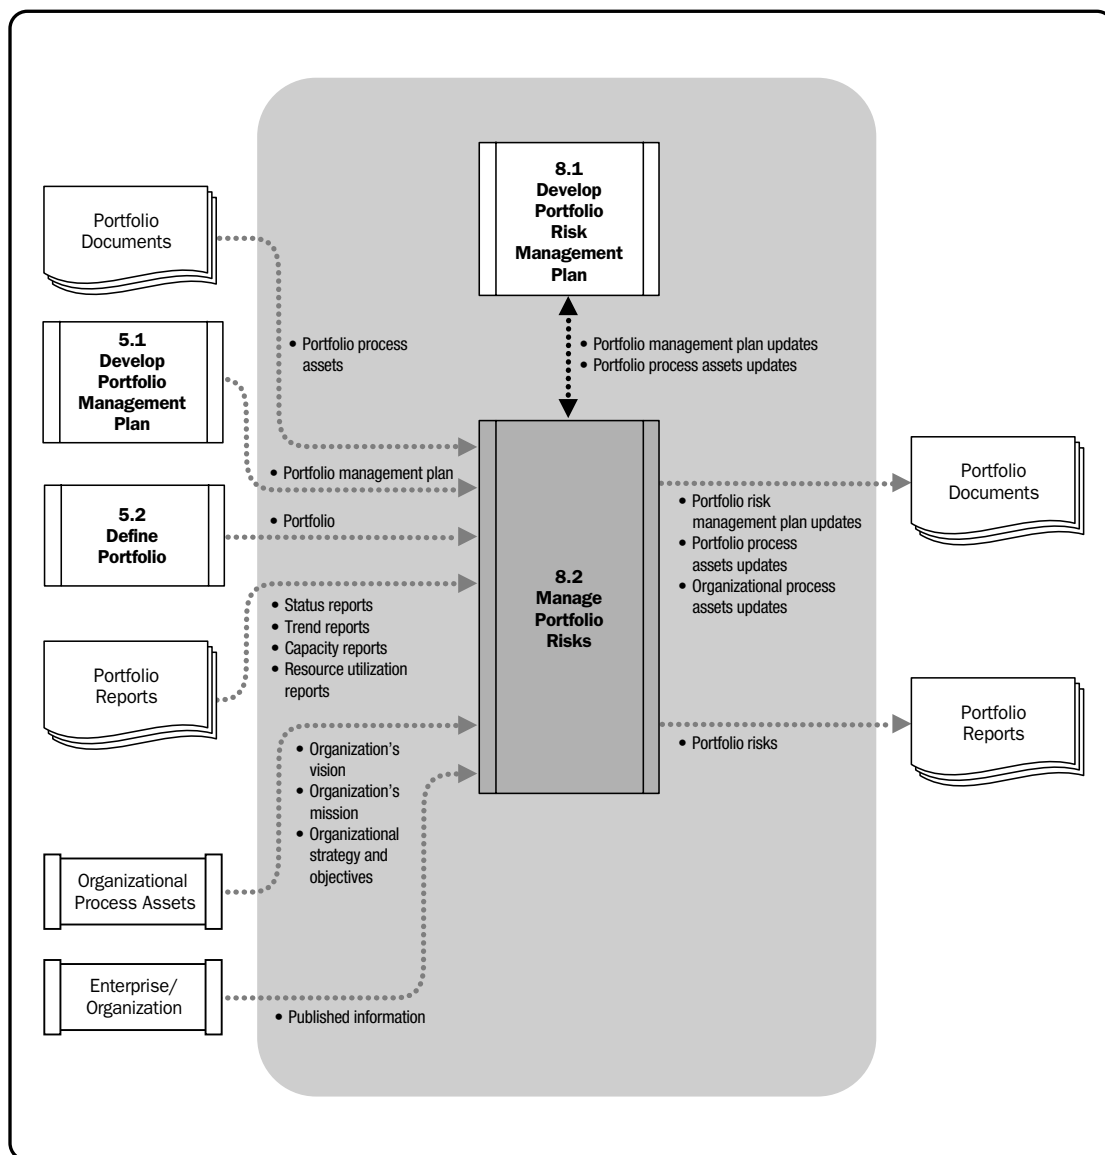 8.1
Develop
Portfolio
Risk
Management
Plan
Portfolio
Documents
• Portfolio process
assets
• Portfolio management plan updates
• Portfolio process assets updates
5.1
Develop
Portfolio
Management
Plan
• Portfolio management plan
5.2
Define
Portfolio
• Portfolio
8.2
Manage
Portfolio
Risks
Portfolio
Documents
• Portfolio risk
management plan updates
• Portfolio process
assets updates
• Organizational process
assets updates
Portfolio
Reports
• Status reports
• Trend reports
• Capacity reports
• Resource utilization
reports
Portfolio
Reports
• Portfolio risks
• Organization's
vision
• Organization's
mission
• Organizational
strategy and
objectives
Organizational
Process Assets
Enterprise/
Organization
• Published information